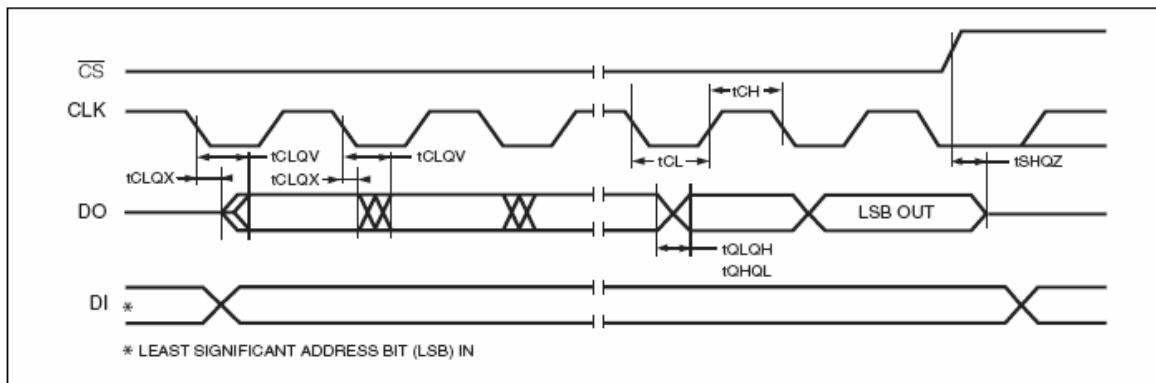 CS
CLK
tCH
tCLQV
tCLQV
tCL
tSHQZ
tCLQX
tCLQX
DO
LSB OUT
tQLQH
tQHQL
DI *
* LEAST SIGNIFICANT ADDRESS BIT (LSB) IN